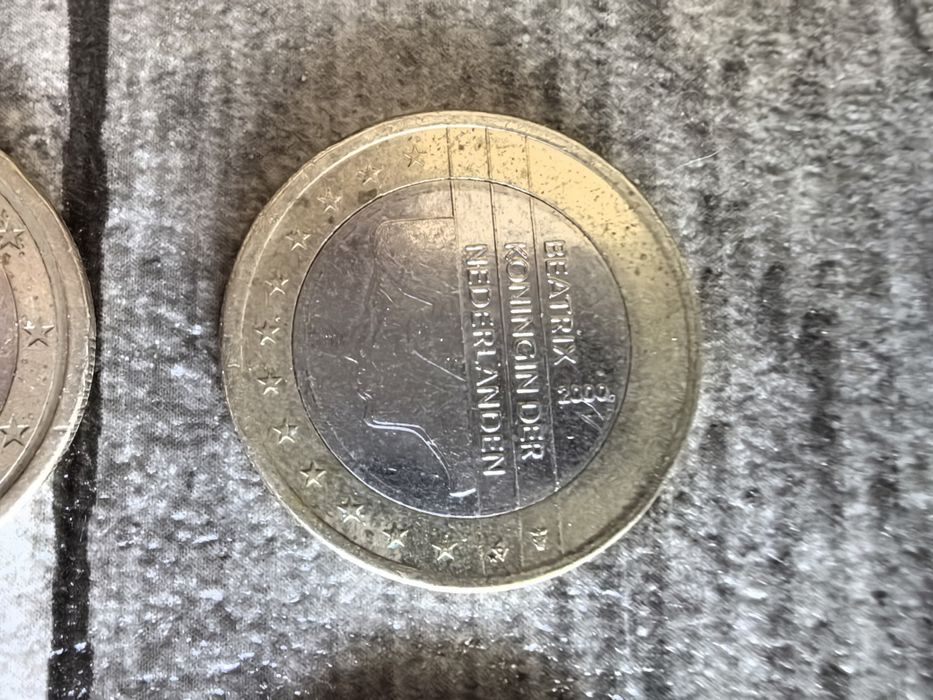 BEATRIX
KONINGIN DER
NEDERLANDEN
2000